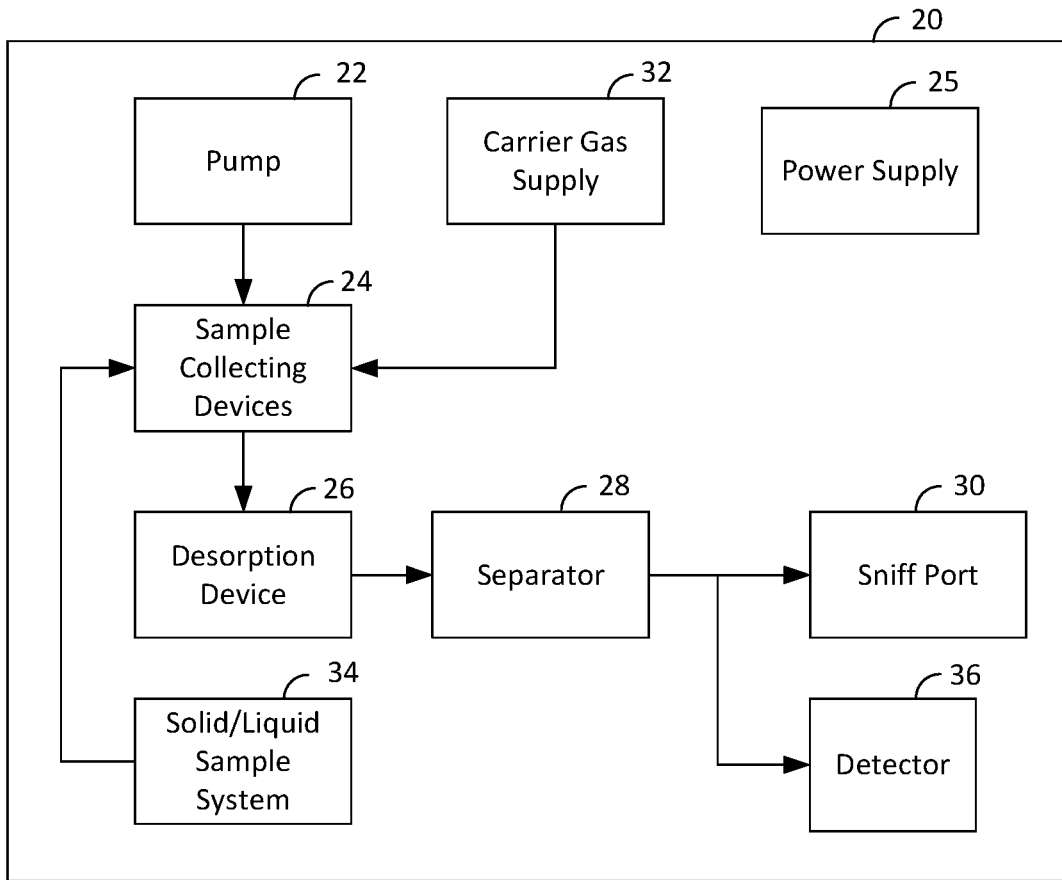 20
22
Pump
32
Carrier Gas
Supply
25
Power Supply
24
Sample
Collecting
Devices
26
Desorption
Device
28
Separator
30
Sniff Port
34
Solid/Liquid
Sample
System
36
Detector